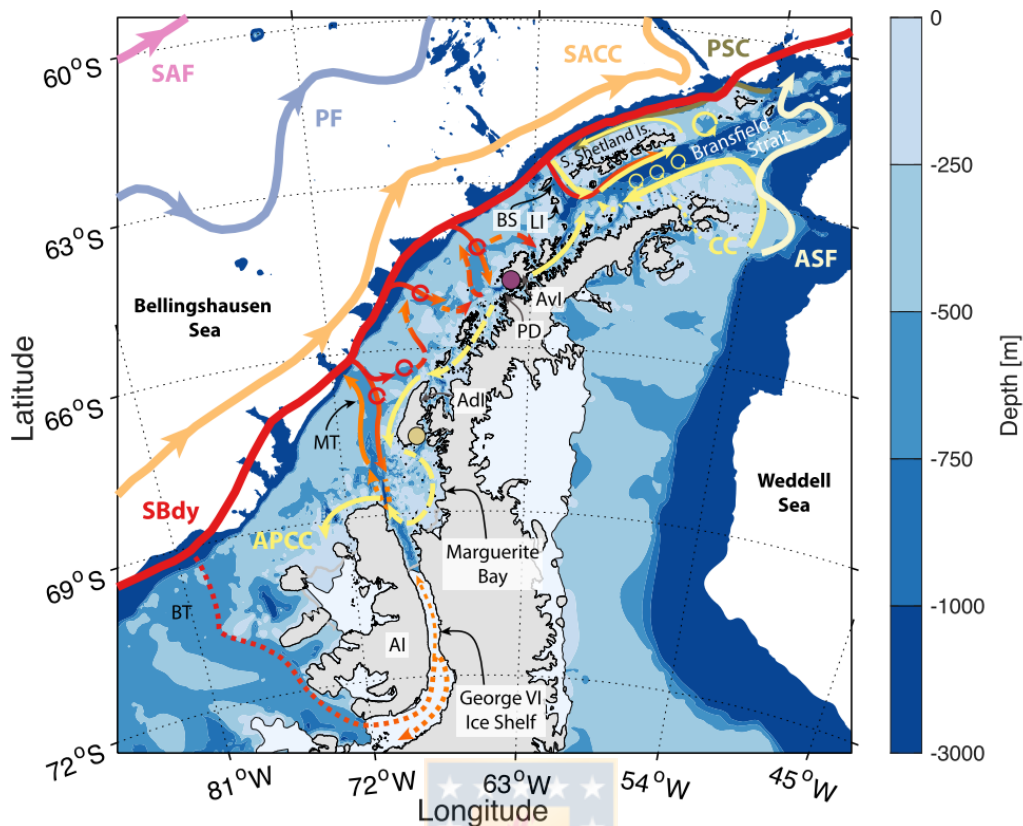 SAF
PF
SACC
PSC
60°S
63°S
66°S
69°S
72°S
S. Shetland Is.
Bransfield
Strait
BS
LI
CC
ASF
Bellingshausen
Sea
AvI
PD
AdI
MT
Weddell
Sea
SBdy
APCC
Marguerite
Bay
BT
AI
George VI
Ice Shelf
81°W
72°W
63°W
54°W
45°W
Latitude
Longitude
0
-250
-500
-750
-1000
-3000
Depth [m]